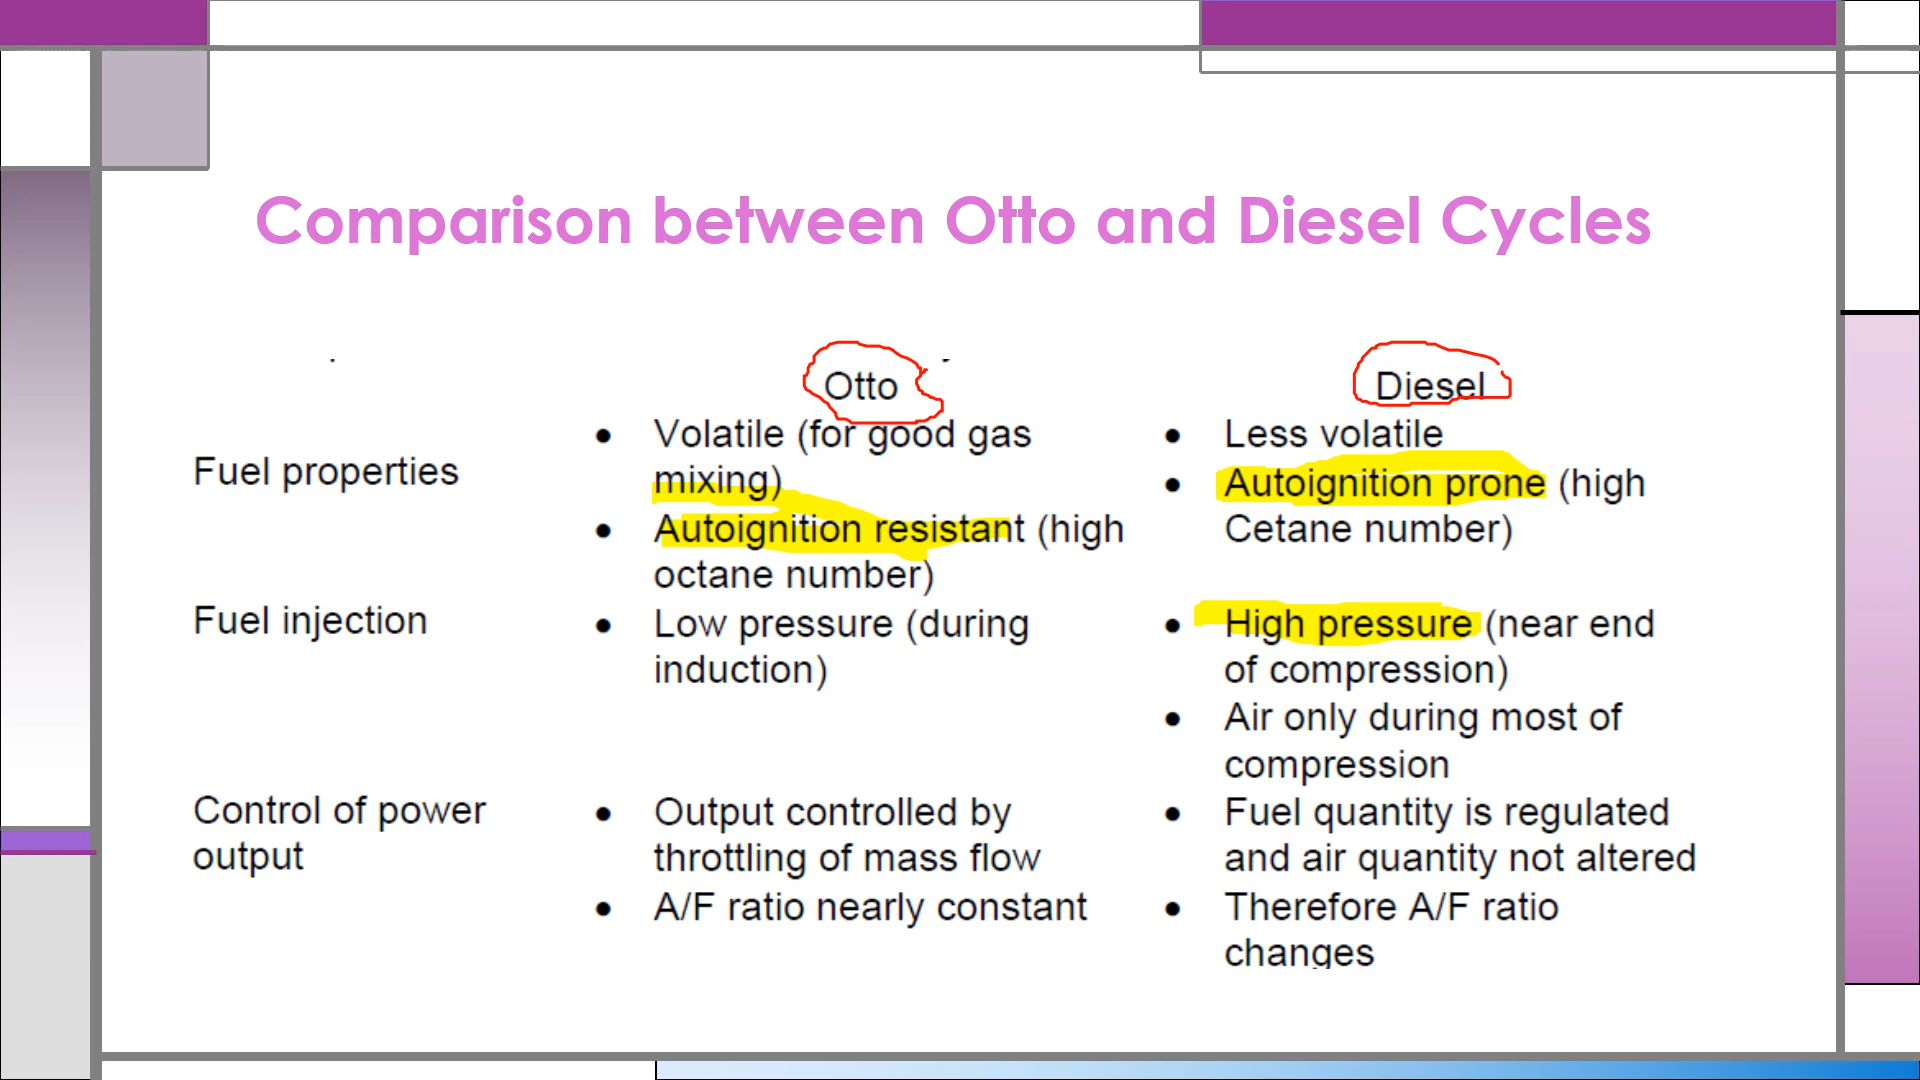 Comparison between Otto and Diesel Cycles
Otto
Diesel
Fuel properties
• Volatile (for good gas
mixing)
• Autoignition resistant (high
octane number)
• Less volatile
• Autoignition prone (high
Cetane number)
Fuel injection
• Low pressure (during
induction)
• High pressure (near end
of compression)
• Air only during most of
compression
Control of power
output
• Output controlled by
throttling of mass flow
• A/F ratio nearly constant
• Fuel quantity is regulated
and air quantity not altered
• Therefore A/F ratio
changes